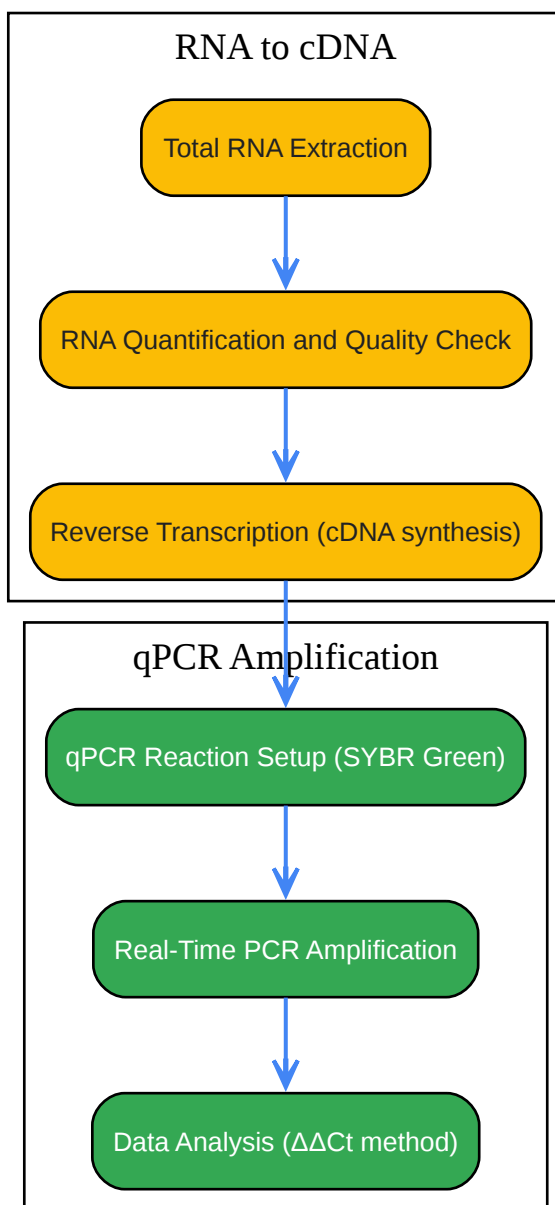 RNA to cDNA
Total RNA Extraction
RNA Quantification and Quality Check
Reverse Transcription (cDNA synthesis)
qPCR Amplification
qPCR Reaction Setup (SYBR Green)
Real-Time PCR Amplification
Data Analysis (ΔΔCt method)